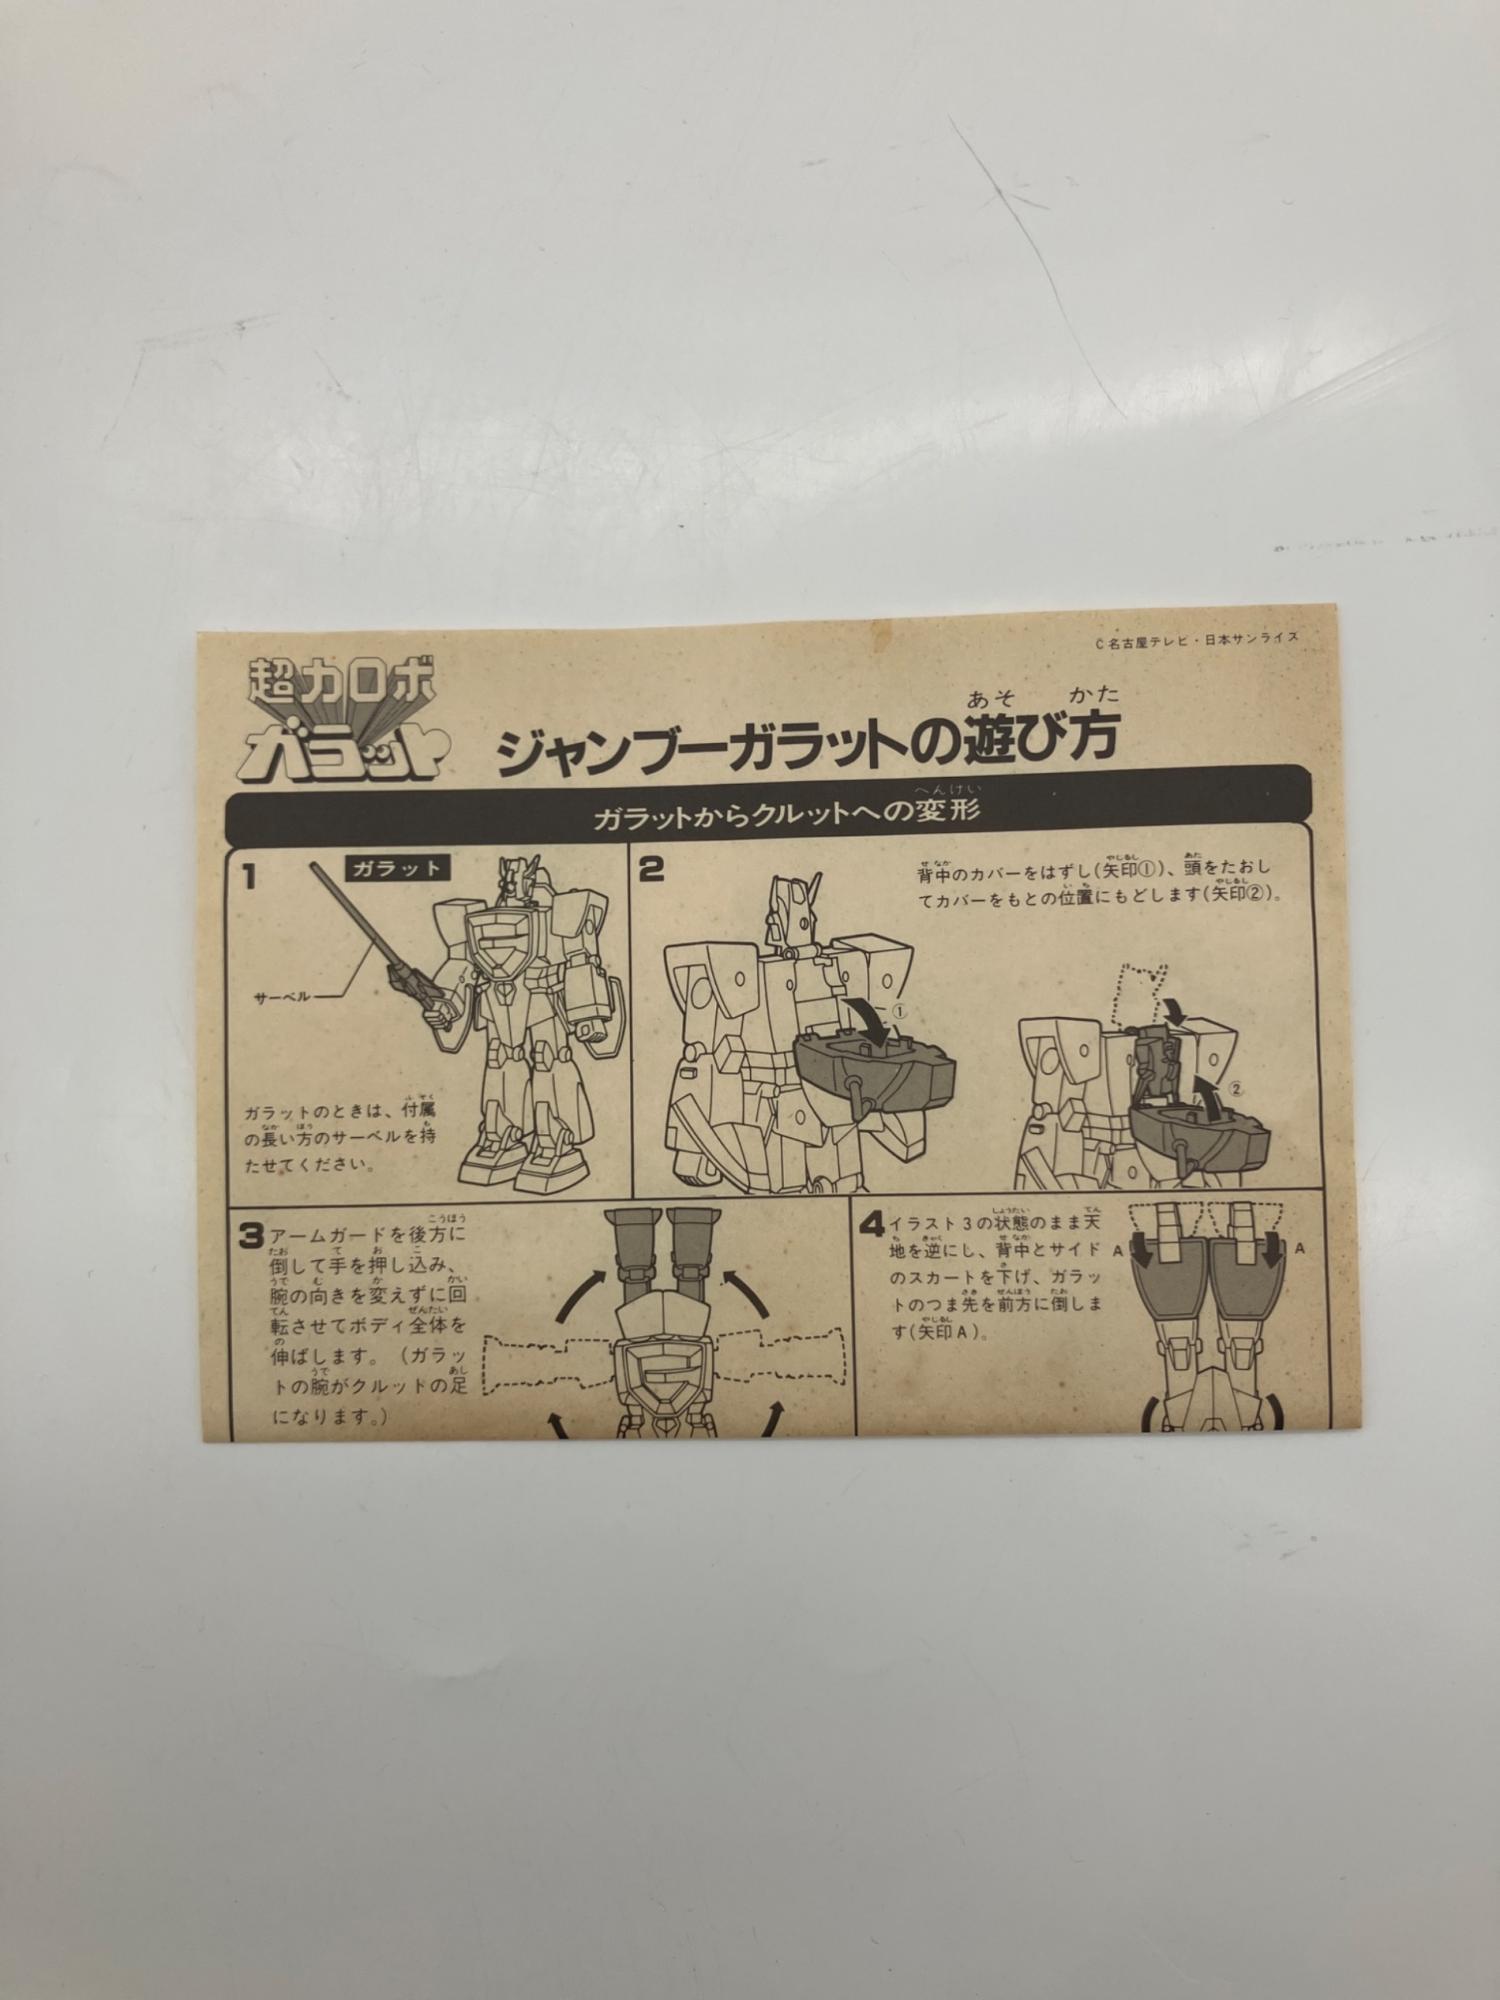 C名古屋テレビ・日本サンライズ
超力ロボ
ガラット
ジャンブーガラットの遊び方
あそ かた
ガラットからクルットへの変形
へんけい
1
ガラット
サーベル
ガラットのときは、付属
の長い方のサーベルを持
たせてください。
2
背中のカバーをはずし(矢印①)、頭をたおし
てカバーをもとの位置にもどします(矢印②)。
①
②
3 アームガードを後方に
倒して手を押し込み、
腕の向きを変えずに回
転させてボディ全体を
伸ばします。(ガラッ
トの腕がクルットの足
になります。)
4 イラスト3の状態のまま天
地を逆にし、背中とサイド
のスカートを下げ、ガラッ
トのつま先を前方に倒しま
す(矢印A)。
A
A